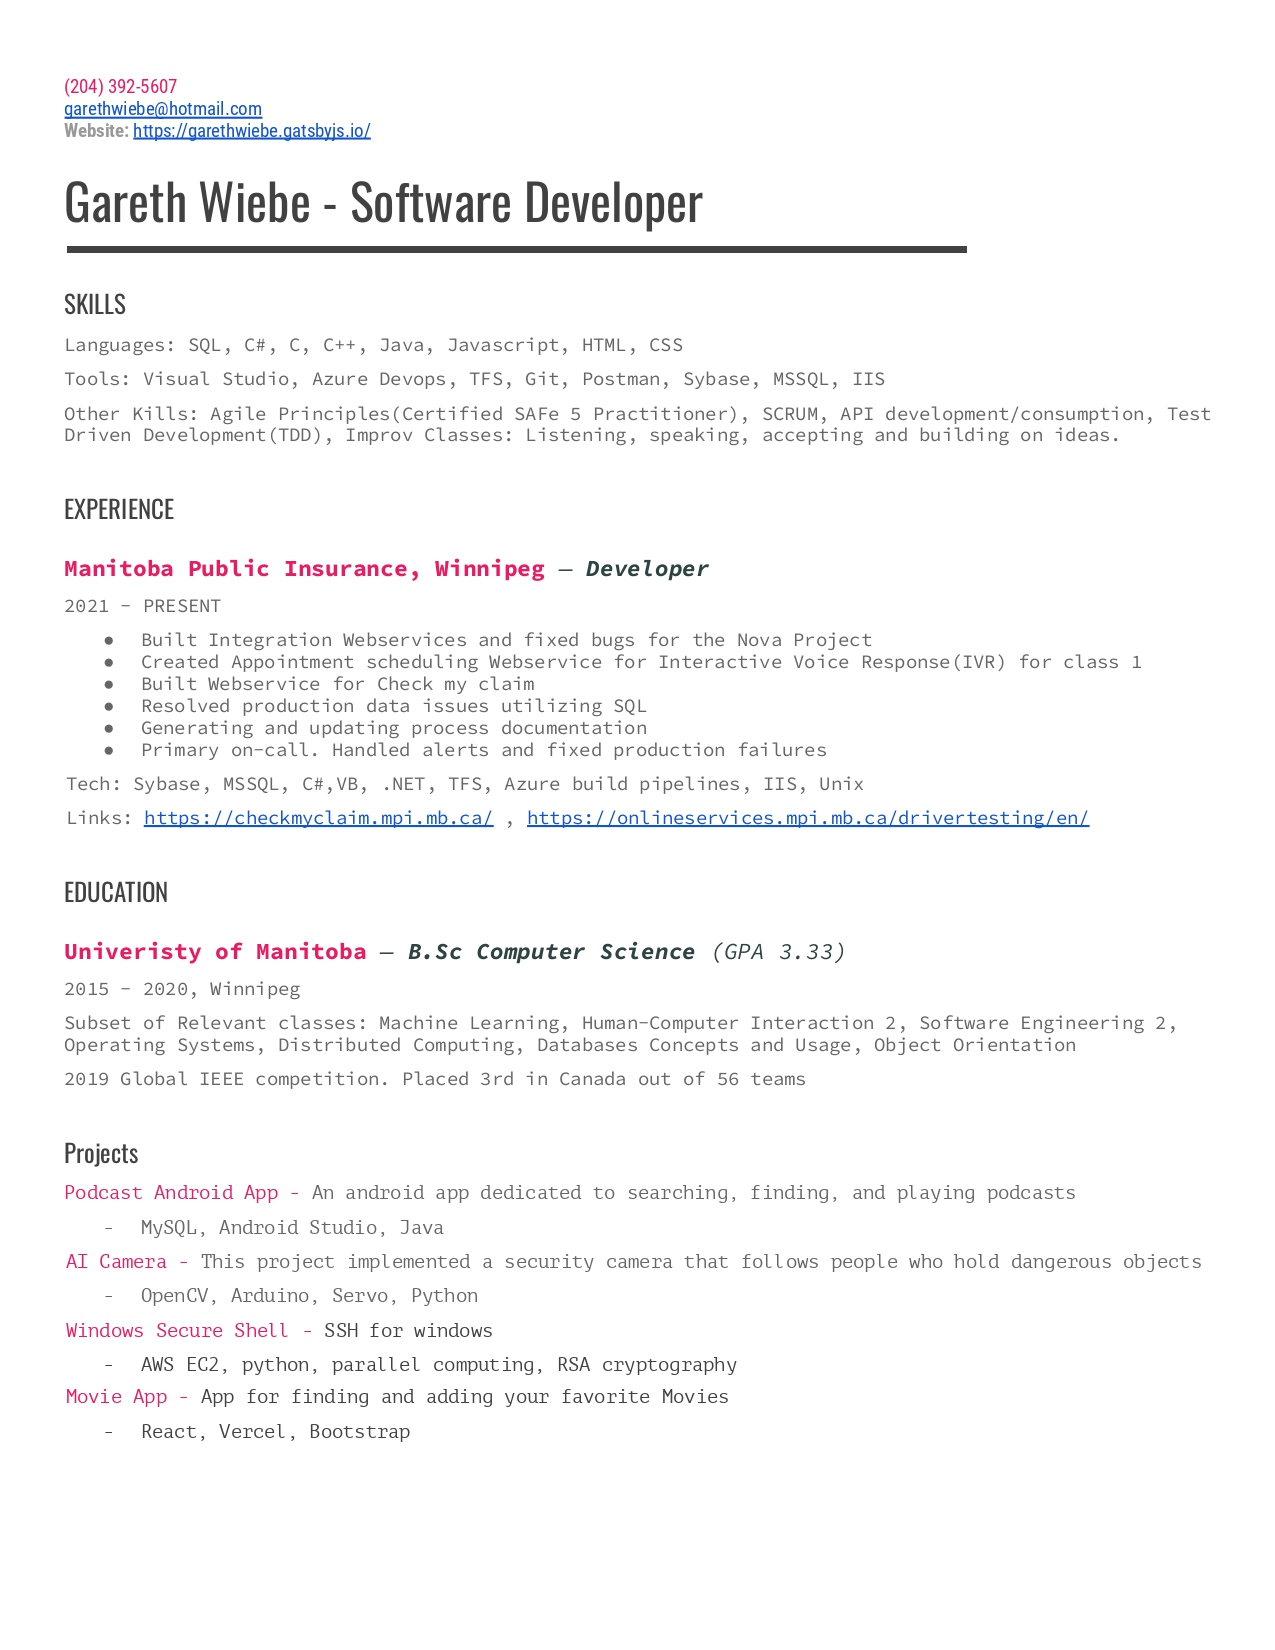 (204) 392-5607
garethwiebe@hotmail.com
Website: https://garethwiebe.gatsbyjs.io/
Gareth Wiebe - Software Developer
SKILLS
Languages: SQL, C#, C, C++, Java, Javascript, HTML, CSS
Tools: Visual Studio, Azure Devops, TFS, Git, Postman, Sybase, MSSQL, IIS
Other Kills: Agile Principles(Certified SAFe 5 Practitioner), SCRUM, API development/consumption, Test
Driven Development(TDD), Improv Classes: Listening, speaking, accepting and building on ideas.
EXPERIENCE
Manitoba Public Insurance, Winnipeg — Developer
2021 - PRESENT
● Built Integration Webservices and fixed bugs for the Nova Project
● Created Appointment scheduling Webservice for Interactive Voice Response(IVR) for class 1
● Built Webservice for Check my claim
● Resolved production data issues utilizing SQL
● Generating and updating process documentation
● Primary on-call. Handled alerts and fixed production failures
Tech: Sybase, MSSQL, C#,VB, .NET, TFS, Azure build pipelines, IIS, Unix
Links: https://checkmyclaim.mpi.mb.ca/ , https://onlineservices.mpi.mb.ca/drivertesting/en/
EDUCATION
Univeristy of Manitoba — B.Sc Computer Science (GPA 3.33)
2015 - 2020, Winnipeg
Subset of Relevant classes: Machine Learning, Human-Computer Interaction 2, Software Engineering 2,
Operating Systems, Distributed Computing, Databases Concepts and Usage, Object Orientation
2019 Global IEEE competition. Placed 3rd in Canada out of 56 teams
Projects
Podcast Android App - An android app dedicated to searching, finding, and playing podcasts
- MySQL, Android Studio, Java
AI Camera - This project implemented a security camera that follows people who hold dangerous objects
- OpenCV, Arduino, Servo, Python
Windows Secure Shell - SSH for windows
- AWS EC2, python, parallel computing, RSA cryptography
Movie App - App for finding and adding your favorite Movies
- React, Vercel, Bootstrap